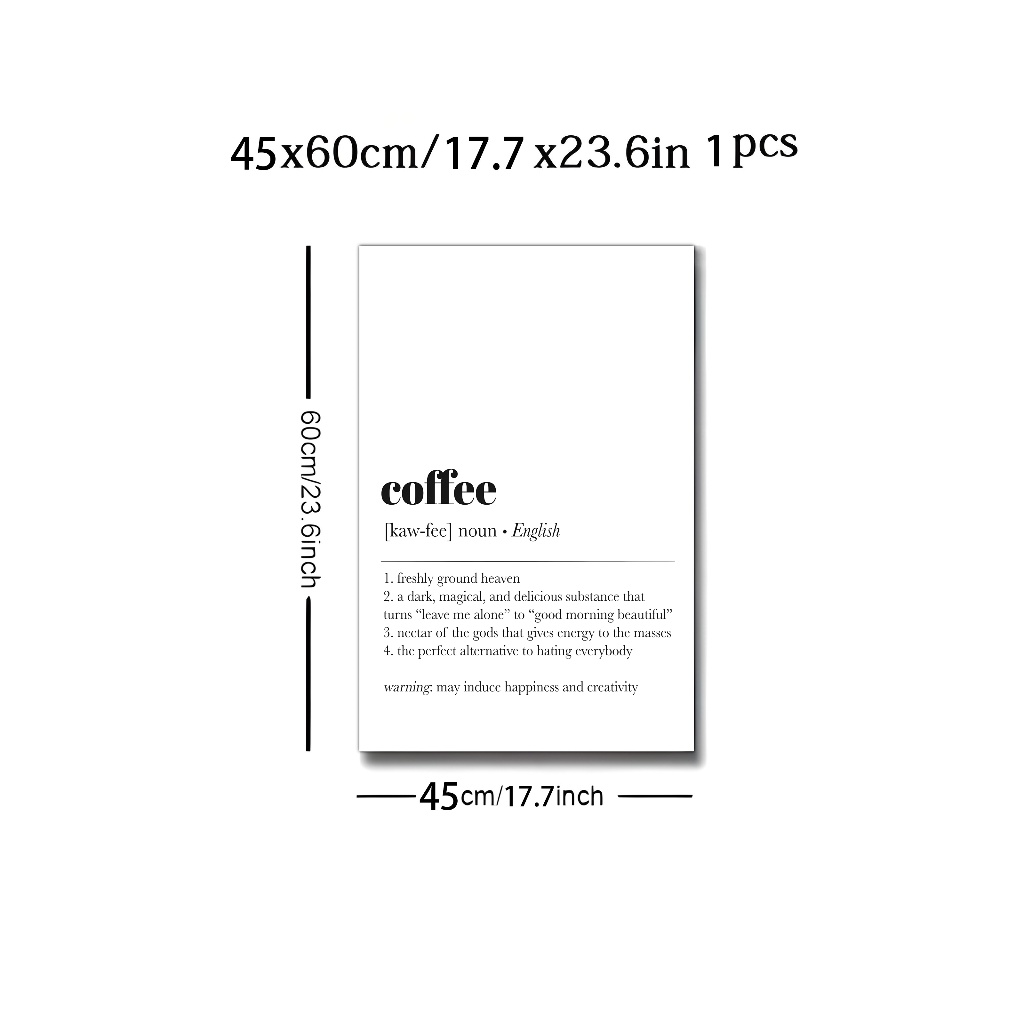 45x60cm/17.7 x23.6in 1pcs
60cm/23.6inch
coffee
[kaw-fee] noun • English
1. freshly ground heaven
2. a dark, magical, and delicious substance that
turns “leave me alone” to “good morning beautiful”
3. nectar of the gods that gives energy to the masses
4. the perfect alternative to hating everybody
warning: may induce happiness and creativity
45cm/17.7inch